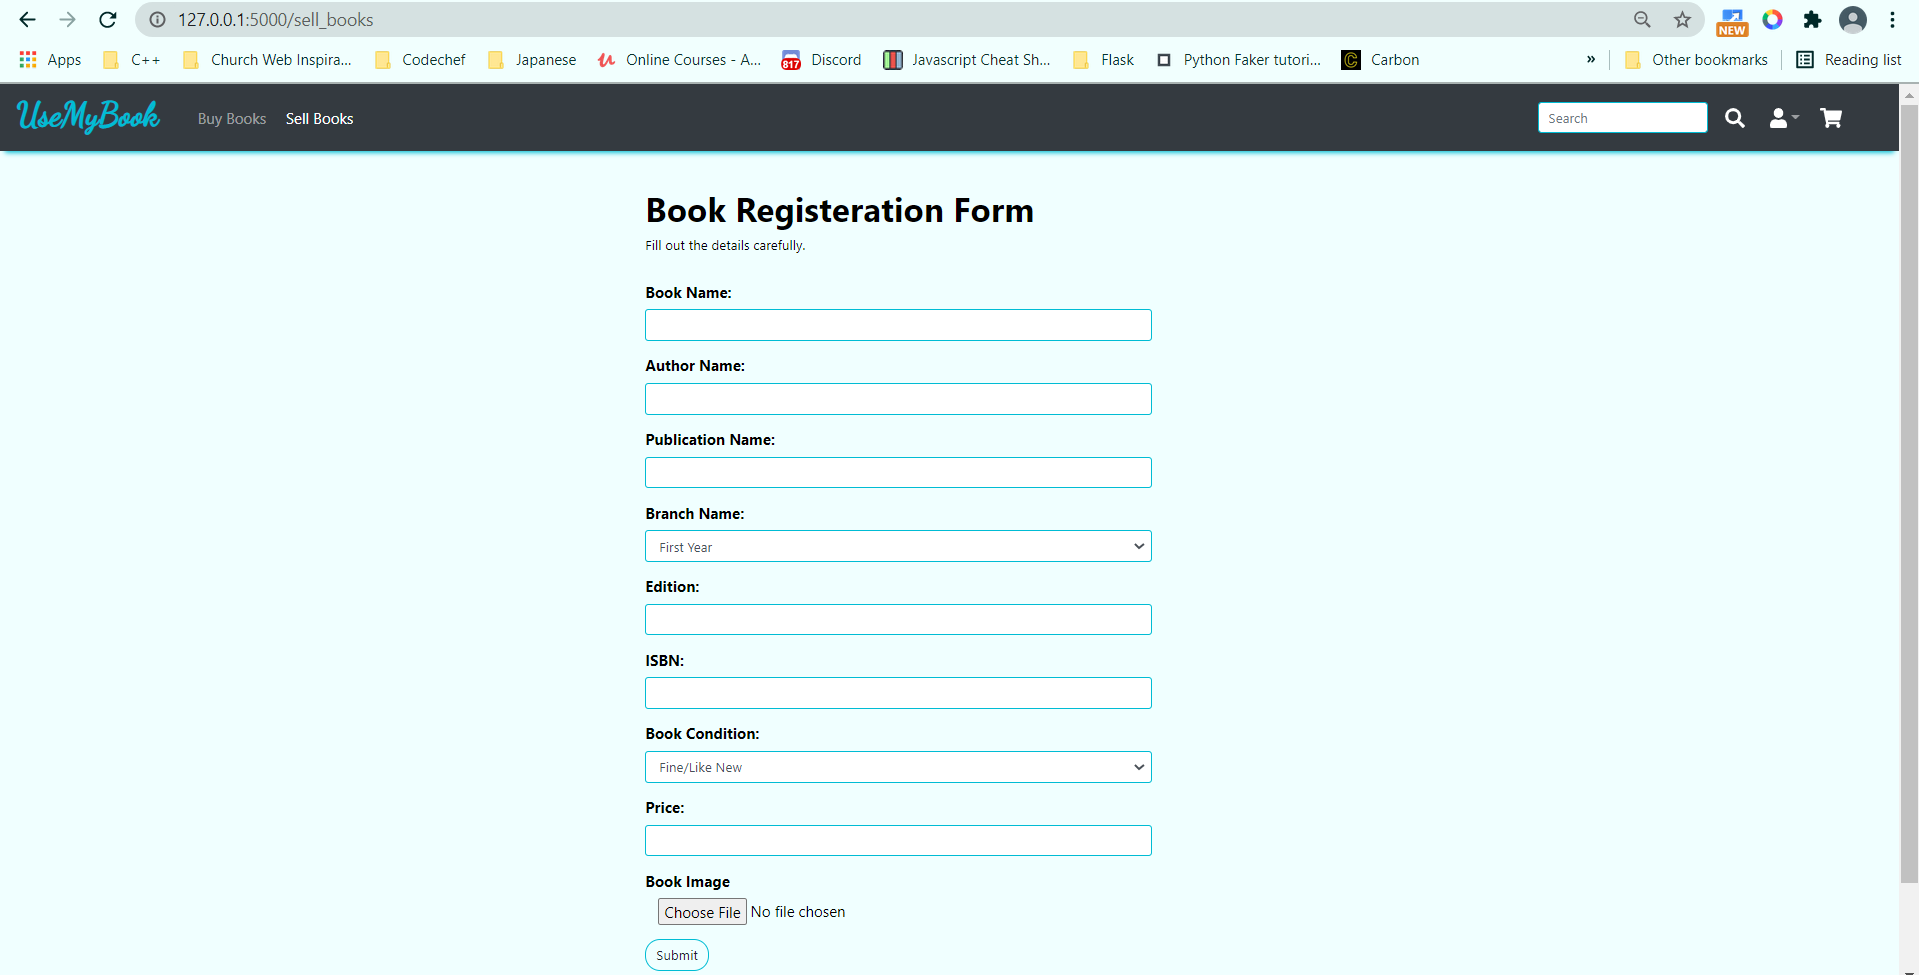 127.0.0.1:5000/sell_books
NEW
Apps C++ Church Web Inspira... Codechef Japanese Online Courses - A... 817 Discord Javascript Cheat Sh... Flask Python Faker tutori... C Carbon » Other bookmarks Reading list
UseMyBook Buy Books Sell Books Search
Book Registeration Form
Fill out the details carefully.
Book Name:
Author Name:
Publication Name:
Branch Name:
First Year
Edition:
ISBN:
Book Condition:
Fine/Like New
Price:
Book Image
Choose File No file chosen
Submit